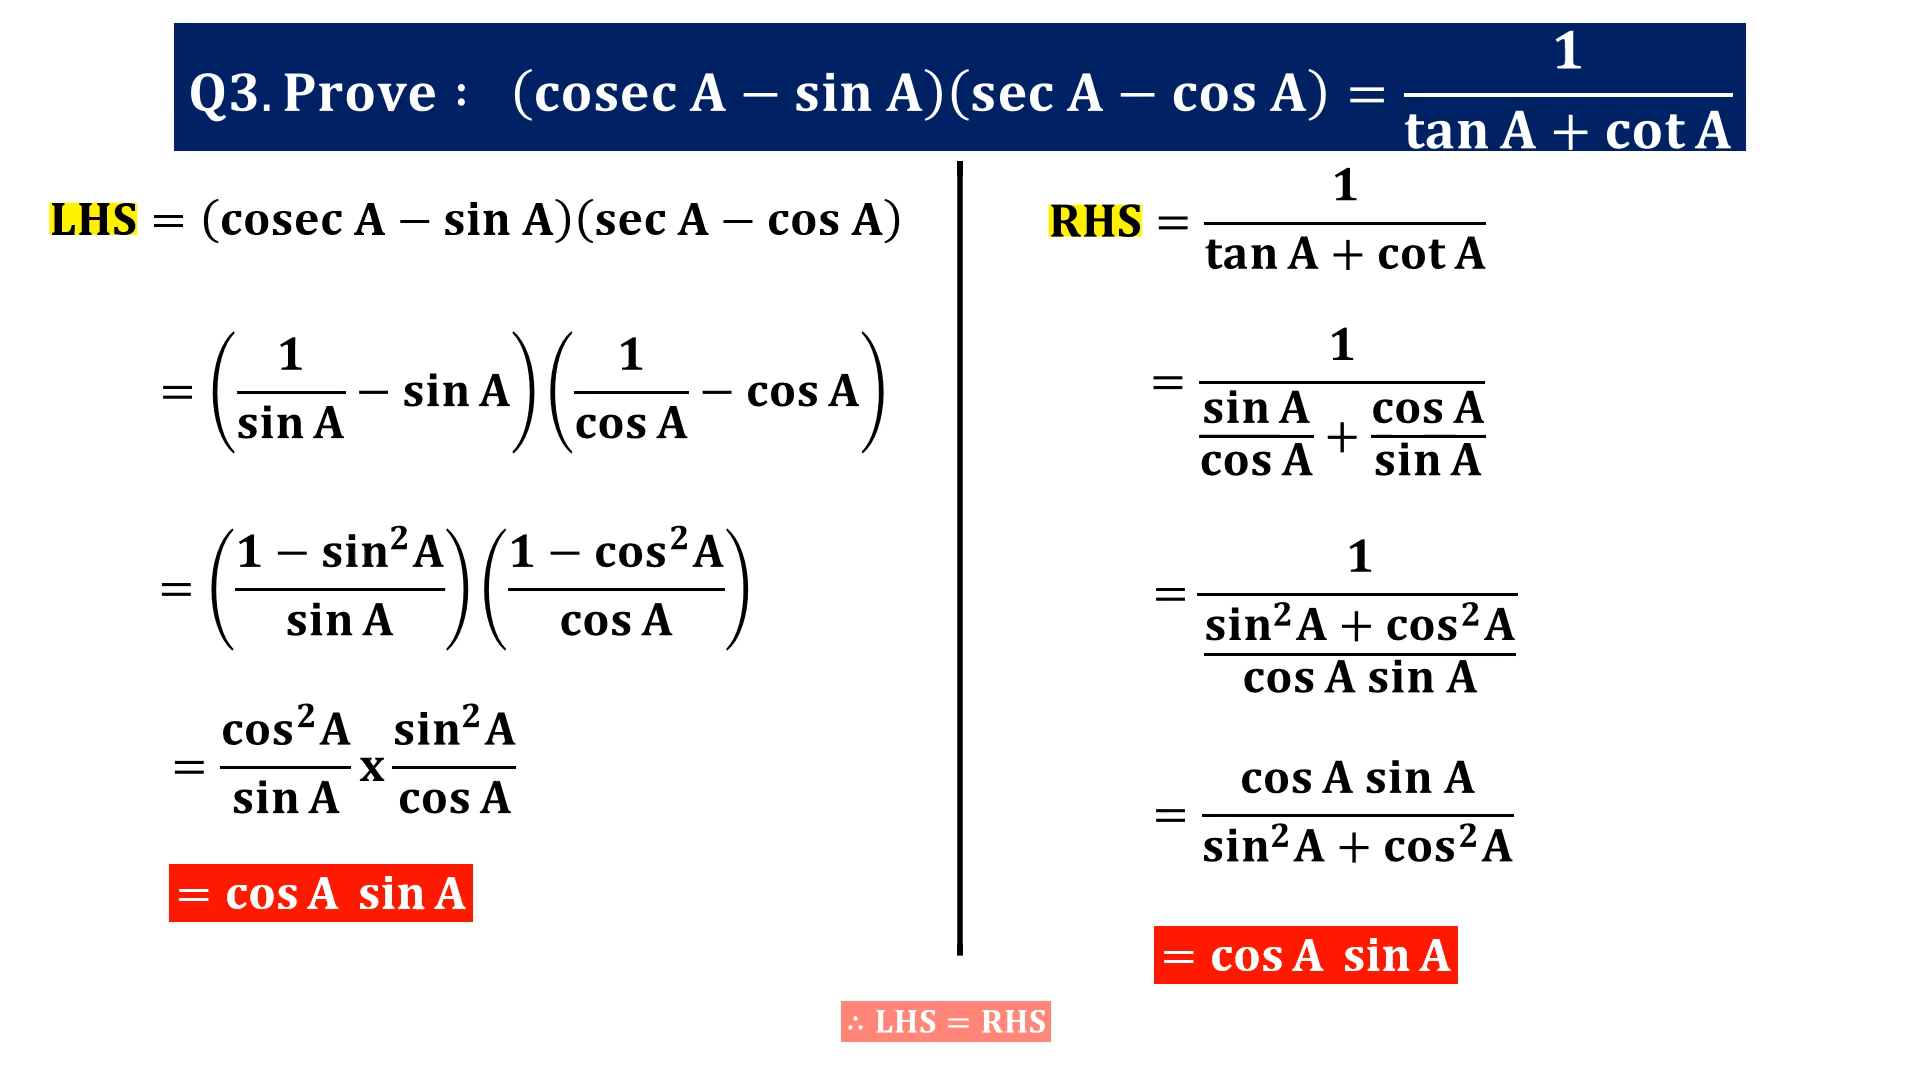 Q3. Prove : (cosec A − sin A)(sec A − cos A) = 1/(tan A + cot A)
LHS = (cosec A − sin A)(sec A − cos A)
= (1/sin A − sin A)(1/cos A − cos A)
= ((1 − sin²A)/sin A)((1 − cos²A)/cos A)
= cos²A/sin A x sin²A/cos A
= cos A sin A
RHS = 1/(tan A + cot A)
= 1/(sin A/cos A + cos A/sin A)
= 1/((sin²A + cos²A)/(cos A sin A))
= (cos A sin A)/(sin²A + cos²A)
= cos A sin A
∴ LHS = RHS